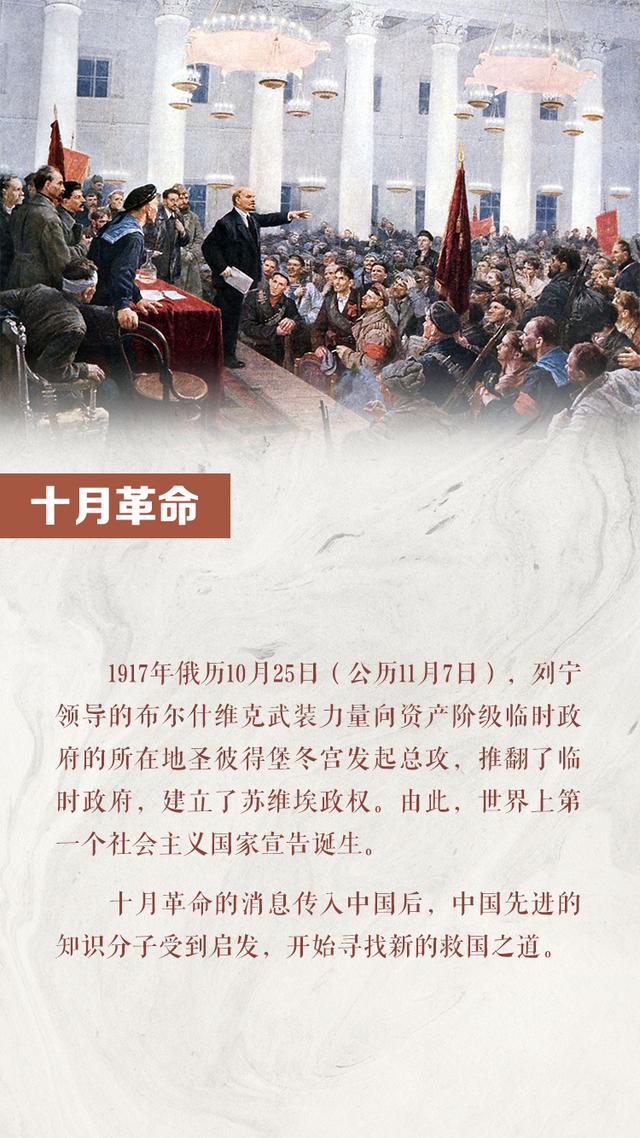 十月革命
1917年俄历10月25日（公历11月7日），列宁
领导的布尔什维克武装力量向资产阶级临时政
府的所在地圣彼得堡冬宫发起总攻，推翻了临
时政府，建立了苏维埃政权。由此，世界上第
一个社会主义国家宣告诞生。
十月革命的消息传入中国后，中国先进的
知识分子受到启发，开始寻找新的救国之道。